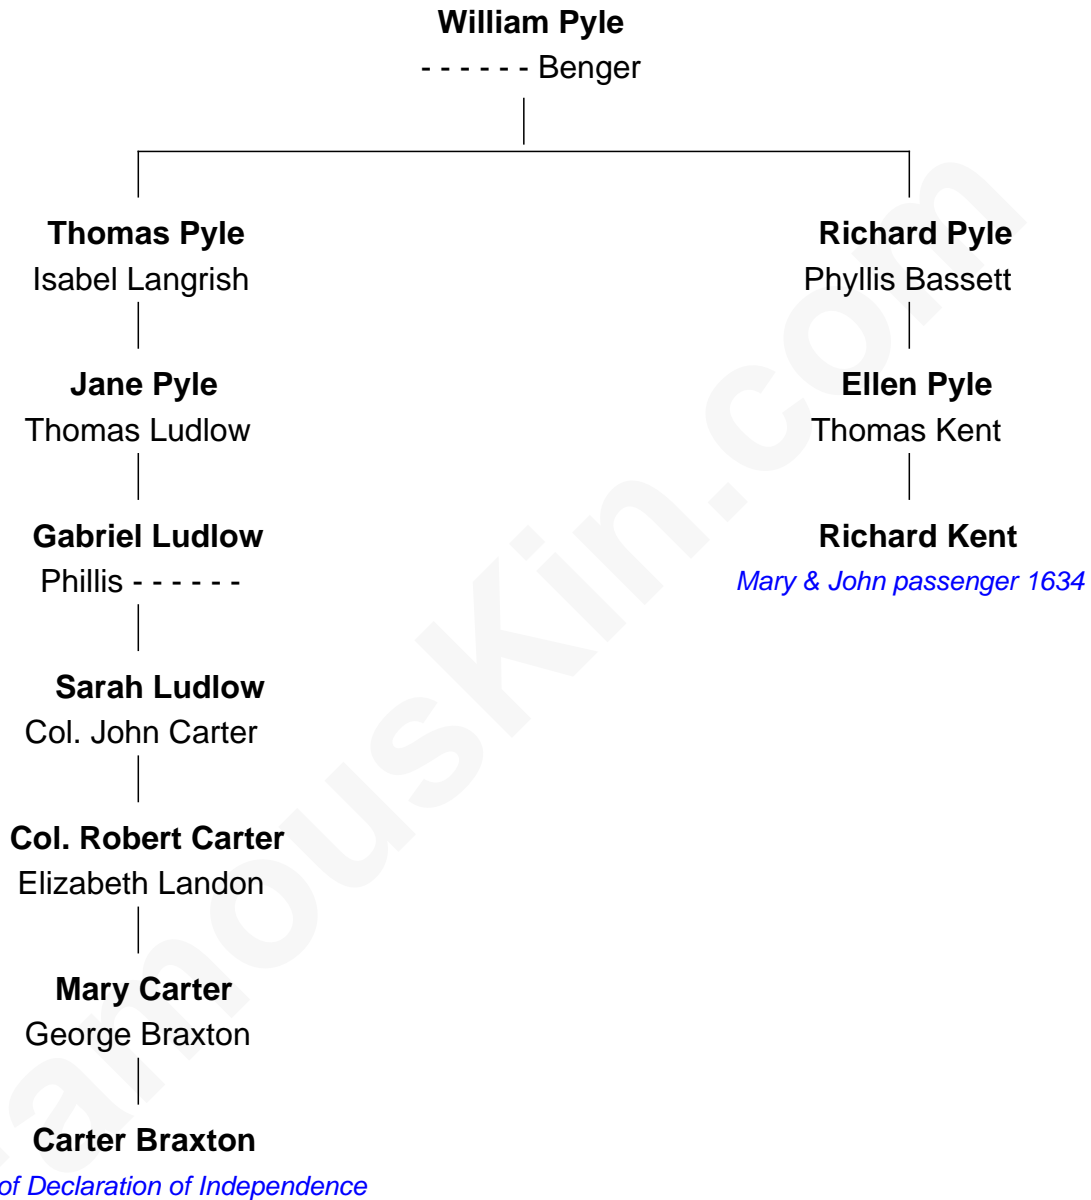 William Pyle
- - - - - - Benger
Thomas Pyle
Isabel Langrish
Richard Pyle
Phyllis Bassett
Jane Pyle
Thomas Ludlow
Ellen Pyle
Thomas Kent
Gabriel Ludlow
Phillis - - - - - -
Richard Kent
Mary & John passenger 1634
Sarah Ludlow
Col. John Carter
Col. Robert Carter
Elizabeth Landon
Mary Carter
George Braxton
Carter Braxton
of Declaration of Independence
amouskin.com